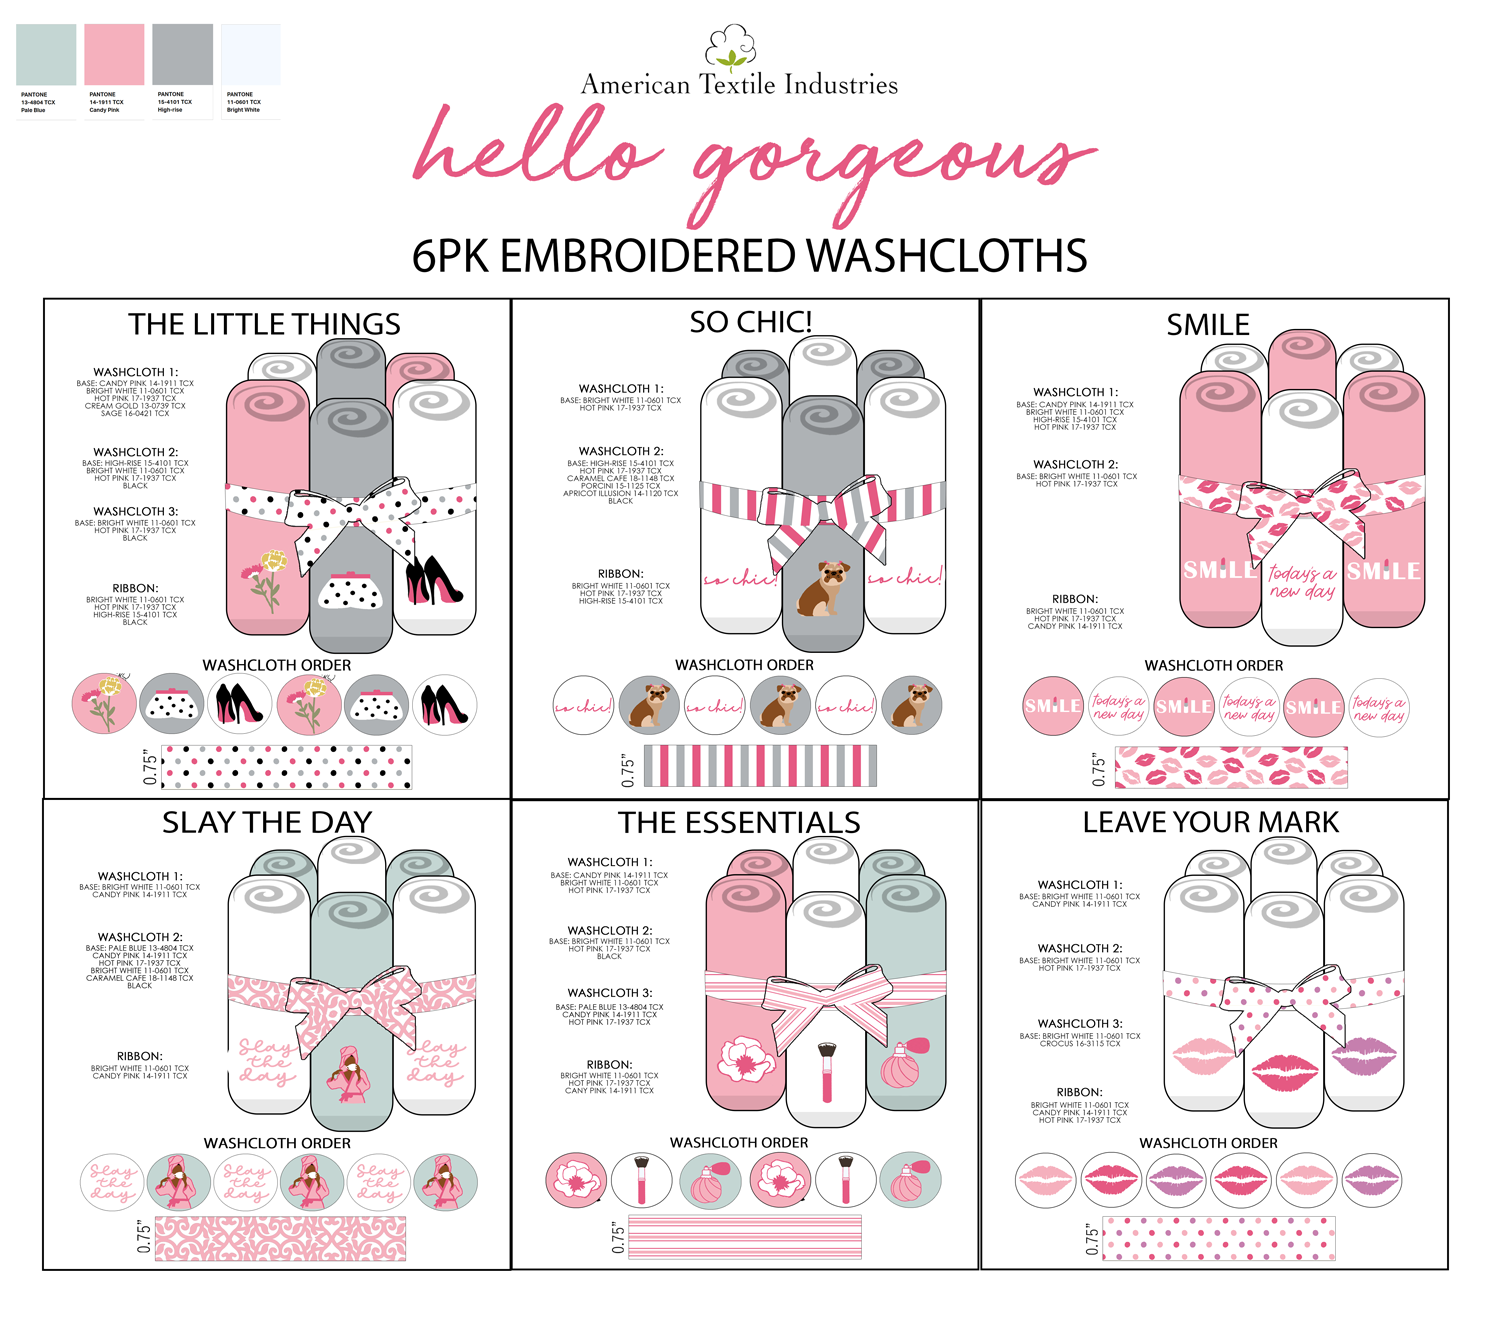 PANTONE
13-4804 TCX
Pale Blue
PANTONE
14-1911 TCX
Candy Pink
PANTONE
15-4101 TCX
High-rise
PANTONE
11-0601 TCX
Bright White
American Textile Industries
hello gorgeous
6PK EMBROIDERED WASHCLOTHS
THE LITTLE THINGS
WASHCLOTH 1:
BASE: CANDY PINK 14-1911 TCX
BRIGHT WHITE 11-0601 TCX
HOT PINK 17-1937 TCX
CREAM GOLD 13-0739 TCX
SAGE 16-0421 TCX
WASHCLOTH 2:
BASE: HIGH-RISE 15-4101 TCX
BRIGHT WHITE 11-0601 TCX
HOT PINK 17-1937 TCX
BLACK
WASHCLOTH 3:
BASE: BRIGHT WHITE 11-0601 TCX
HOT PINK 17-1937 TCX
BLACK
RIBBON:
BRIGHT WHITE 11-0601 TCX
HOT PINK 17-1937 TCX
HIGH-RISE 15-4101 TCX
BLACK
WASHCLOTH ORDER
0.75"
SO CHIC!
WASHCLOTH 1:
BASE: BRIGHT WHITE 11-0601 TCX
HOT PINK 17-1937 TCX
WASHCLOTH 2:
BASE: HIGH-RISE 15-4101 TCX
HOT PINK 17-1937 TCX
CARAMEL CAFE 18-1148 TCX
PORCINI 15-1125 TCX
APRICOT ILLUSION 14-1120 TCX
BLACK
RIBBON:
BRIGHT WHITE 11-0601 TCX
HOT PINK 17-1937 TCX
HIGH-RISE 15-4101 TCX
so chic!
so chic!
WASHCLOTH ORDER
so chic!
so chic!
so chic!
0.75"
SMILE
WASHCLOTH 1:
BASE: CANDY PINK 14-1911 TCX
BRIGHT WHITE 11-0601 TCX
HIGH-RISE 15-4101 TCX
HOT PINK 17-1937 TCX
WASHCLOTH 2:
BASE: BRIGHT WHITE 11-0601 TCX
HOT PINK 17-1937 TCX
RIBBON:
BRIGHT WHITE 11-0601 TCX
HOT PINK 17-1937 TCX
CANDY PINK 14-1911 TCX
SMILE
today's a
new day
SMILE
WASHCLOTH ORDER
SMILE
today's a
new day
SMILE
today's a
new day
SMILE
today's a
new day
0.75"
SLAY THE DAY
WASHCLOTH 1:
BASE: BRIGHT WHITE 11-0601 TCX
CANDY PINK 14-1911 TCX
WASHCLOTH 2:
BASE: PALE BLUE 13-4804 TCX
CANDY PINK 14-1911 TCX
HOT PINK 17-1937 TCX
BRIGHT WHITE 11-0601 TCX
CARAMEL CAFE 18-1148 TCX
BLACK
RIBBON:
BRIGHT WHITE 11-0601 TCX
CANDY PINK 14-1911 TCX
Slay
the
day
Slay
the
day
WASHCLOTH ORDER
Slay
the
day
Slay
the
day
Slay
the
day
0.75"
THE ESSENTIALS
WASHCLOTH 1:
BASE: CANDY PINK 14-1911 TCX
BRIGHT WHITE 11-0601 TCX
HOT PINK 17-1937 TCX
WASHCLOTH 2:
BASE: BRIGHT WHITE 11-0601 TCX
HOT PINK 17-1937 TCX
BLACK
WASHCLOTH 3:
BASE: PALE BLUE 13-4804 TCX
CANDY PINK 14-1911 TCX
HOT PINK 17-1937 TCX
RIBBON:
BRIGHT WHITE 11-0601 TCX
HOT PINK 17-1937 TCX
CANY PINK 14-1911 TCX
WASHCLOTH ORDER
0.75"
LEAVE YOUR MARK
WASHCLOTH 1:
BASE: BRIGHT WHITE 11-0601 TCX
CANDY PINK 14-1911 TCX
WASHCLOTH 2:
BASE: BRIGHT WHITE 11-0601 TCX
HOT PINK 17-1937 TCX
WASHCLOTH 3:
BASE: BRIGHT WHITE 11-0601 TCX
CROCUS 16-3115 TCX
RIBBON:
BRIGHT WHITE 11-0601 TCX
CANDY PINK 14-1911 TCX
HOT PINK 17-1937 TCX
WASHCLOTH ORDER
0.75"